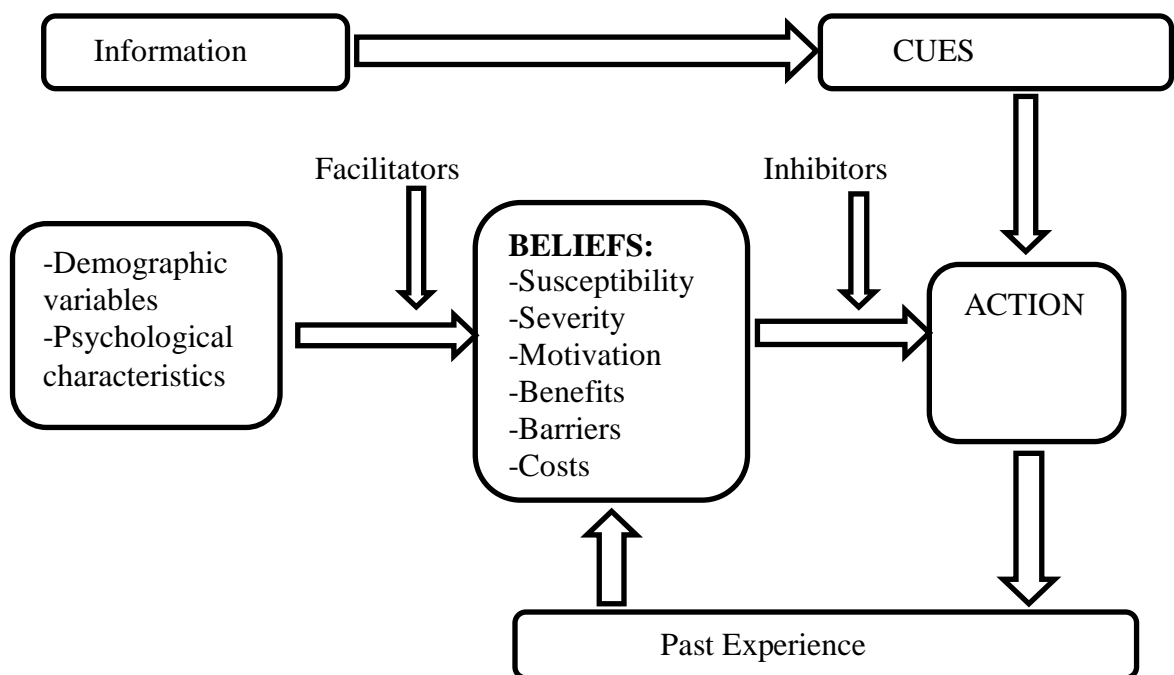 Information
CUES
Facilitators
Inhibitors
-Demographic
variables
-Psychological
characteristics
BELIEFS:
-Susceptibility
-Severity
-Motivation
-Benefits
-Barriers
-Costs
ACTION
Past Experience